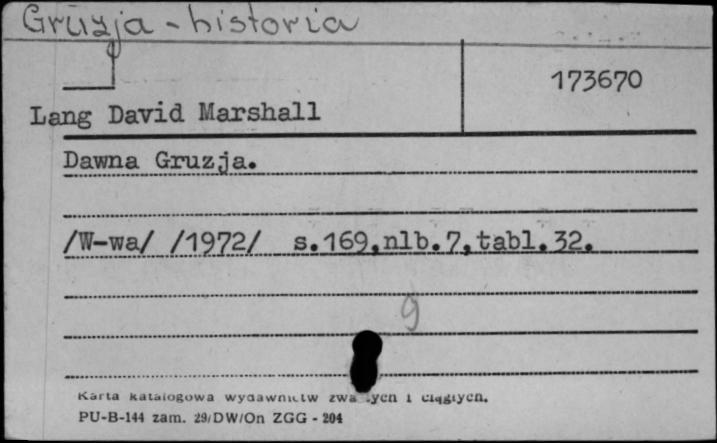 Gruzja - historia
173670
Lang David Marshall
Dawna Gruzja.
/W-wa/ /1972/ s.169,nlb.7,tabl.32.
9
Karta katalogowa wydawnictw i ciągłych.
PU-B-144 zam. 29/DW/On ZGG - 204